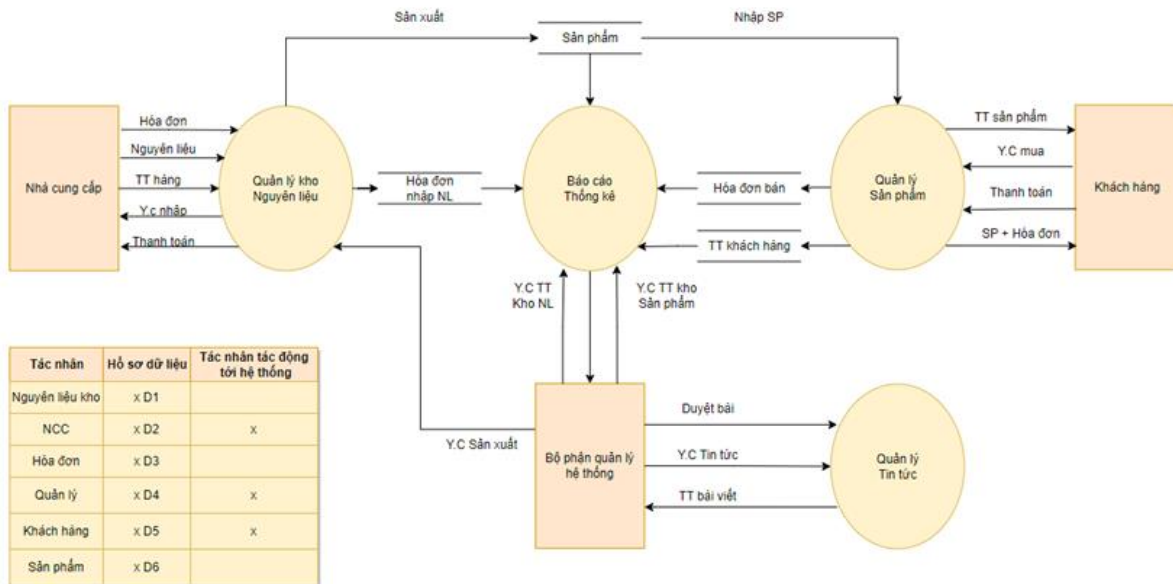 Sản xuất
Nhập SP
Sản phẩm
Hóa đơn
Nguyên liệu
TT hàng
Y.c nhập
Thanh toán
Nhà cung cấp
Quản lý kho
Nguyên liệu
Hóa đơn
nhập NL
Báo cáo
Thống kê
Hóa đơn bán
TT khách hàng
Quản lý
Sản phẩm
TT sản phẩm
Y.C mua
Thanh toán
SP + Hóa đơn
Khách hàng
Y.C TT
Kho NL
Y.C TT kho
Sản phẩm
Y.C Sản xuất
Bộ phận quản lý
hệ thống
Duyệt bài
Y.C Tin tức
TT bài viết
Quản lý
Tin tức
Tác nhân Hồ sơ dữ liệu Tác nhân tác động
tới hệ thống
Nguyên liệu kho x D1
NCC x D2 x
Hóa đơn x D3
Quản lý x D4 x
Khách hàng x D5 x
Sản phẩm x D6